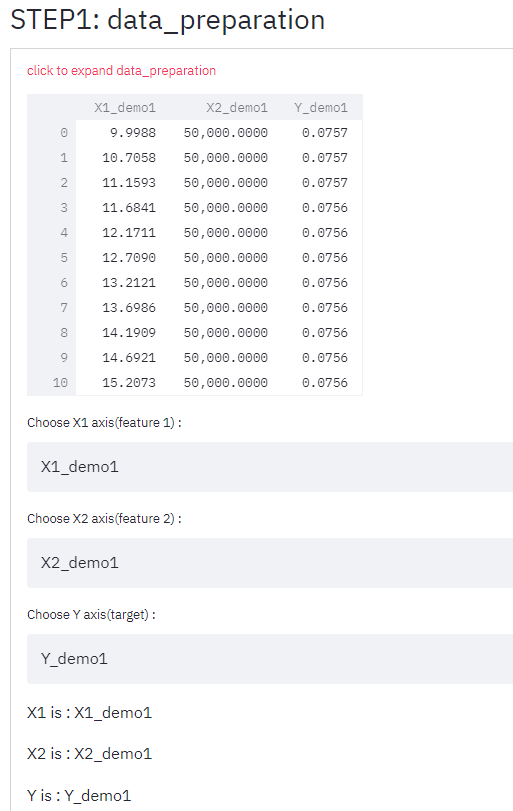 STEP1: data_preparation
click to expand data_preparation
X1_demo1 X2_demo1 Y_demo1
0 9.9988 50,000.0000 0.0757
1 10.7058 50,000.0000 0.0757
2 11.1593 50,000.0000 0.0757
3 11.6841 50,000.0000 0.0756
4 12.1711 50,000.0000 0.0756
5 12.7090 50,000.0000 0.0756
6 13.2121 50,000.0000 0.0756
7 13.6986 50,000.0000 0.0756
8 14.1909 50,000.0000 0.0756
9 14.6921 50,000.0000 0.0756
10 15.2073 50,000.0000 0.0756
Choose X1 axis(feature 1) :
X1_demo1
Choose X2 axis(feature 2) :
X2_demo1
Choose Y axis(target) :
Y_demo1
X1 is : X1_demo1
X2 is : X2_demo1
Y is : Y_demo1